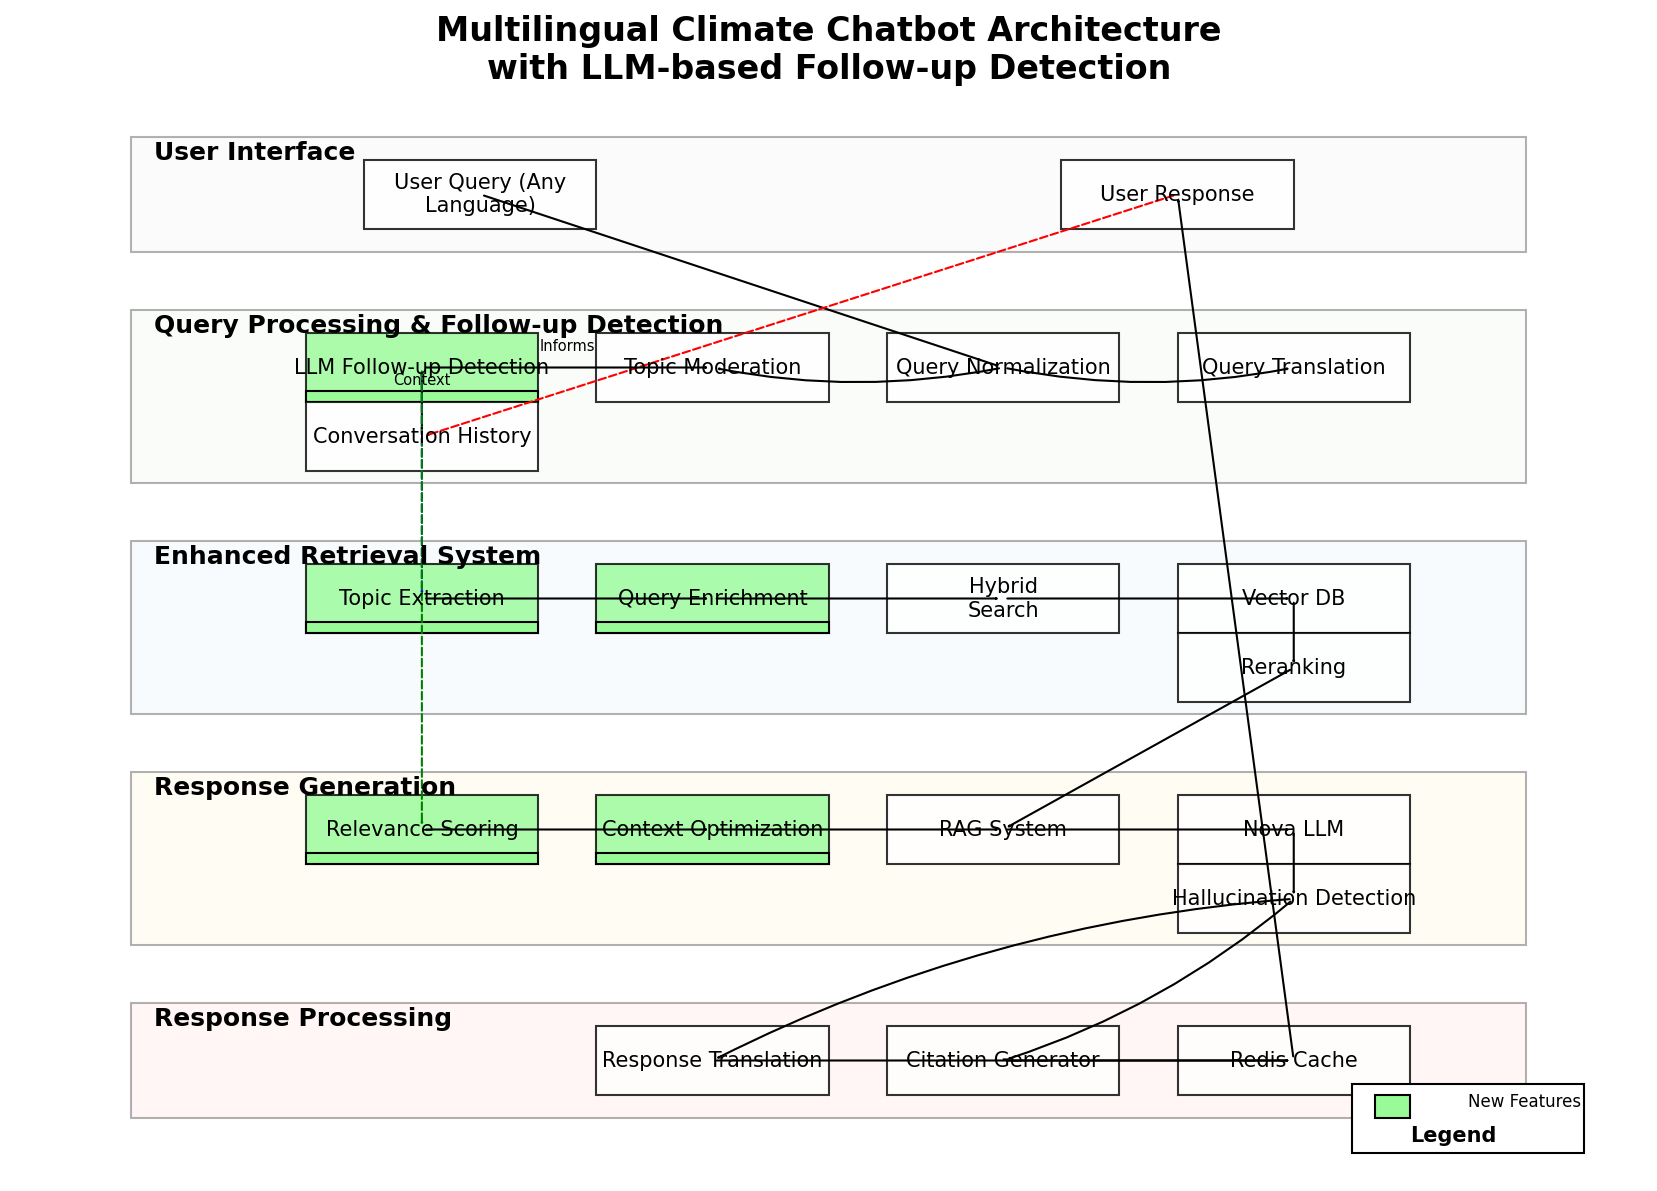 Multilingual Climate Chatbot Architecture
with LLM-based Follow-up Detection
User Interface
User Query (Any
Language)
User Response
Query Processing & Follow-up Detection
LLM Follow-up Detection
Informs
Topic Moderation
Query Normalization
Query Translation
Context
Conversation History
Enhanced Retrieval System
Topic Extraction
Query Enrichment
Hybrid
Search
Vector DB
Reranking
Response Generation
Relevance Scoring
Context Optimization
RAG System
Nova LLM
Hallucination Detection
Response Processing
Response Translation
Citation Generator
Redis Cache
New Features
Legend